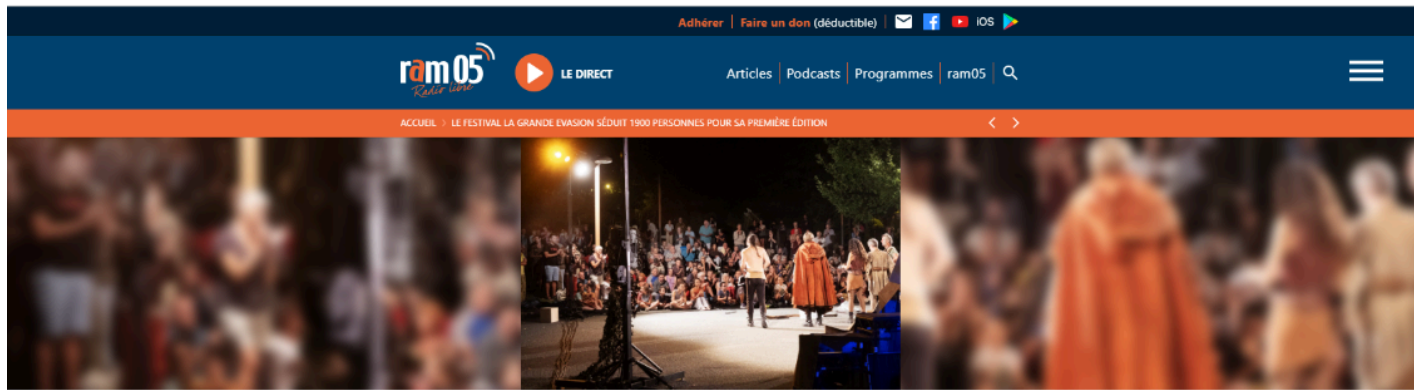 Adhérer | Faire un don (déductible) | iOS
ram05
Radio libre
LE DIRECT
Articles | Podcasts | Programmes | ram05
ACCUEIL > LE FESTIVAL LA GRANDE EVASION SÉDUIT 1900 PERSONNES POUR SA PREMIÈRE ÉDITION